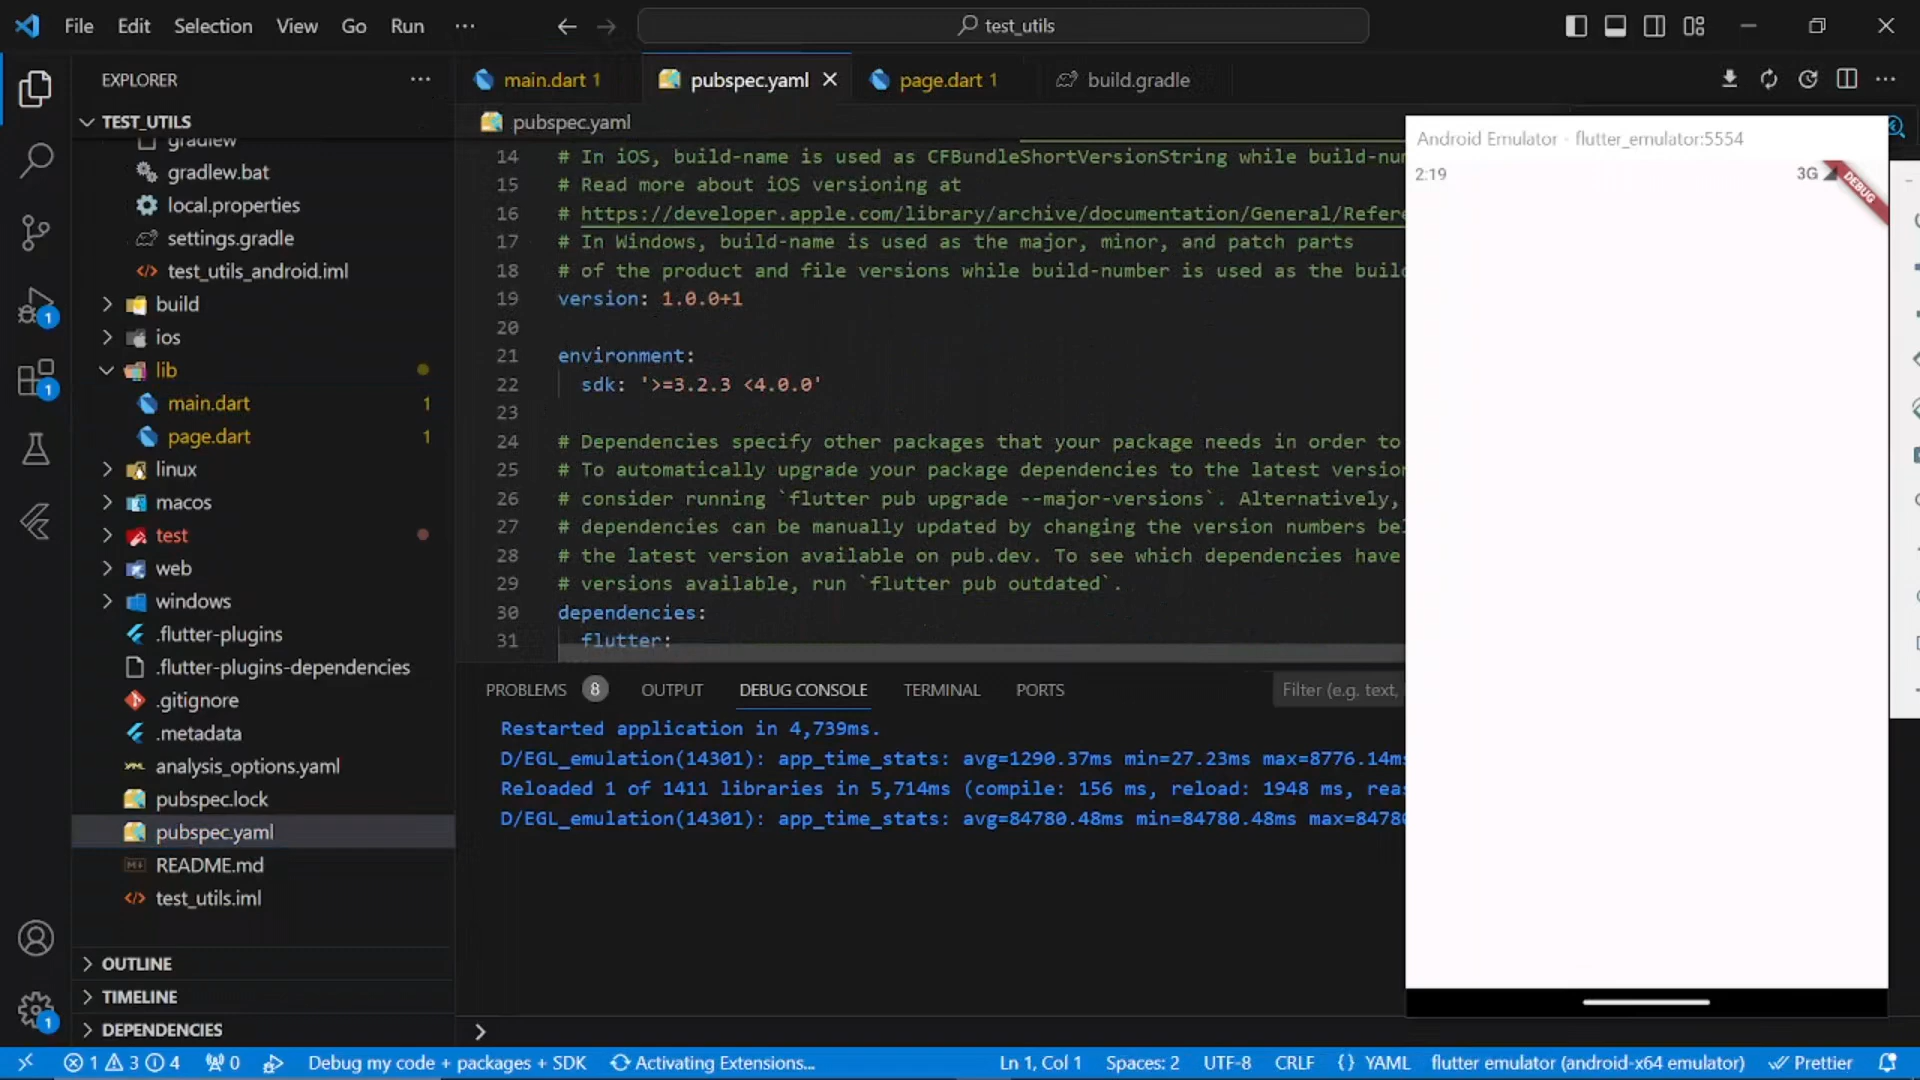 File Edit Selection View Go Run ···
test_utils
EXPLORER ···
main.dart 1
pubspec.yaml
page.dart 1
build.gradle
TEST_UTILS
gradlew
gradlew.bat
local.properties
settings.gradle
test_utils_android.iml
build
ios
lib
main.dart 1
page.dart 1
linux
macos
test
web
windows
.flutter-plugins
.flutter-plugins-dependencies
.gitignore
.metadata
analysis_options.yaml
pubspec.lock
pubspec.yaml
README.md
test_utils.iml
OUTLINE
TIMELINE
DEPENDENCIES
1
1
1
pubspec.yaml
14 # In iOS, build-name is used as CFBundleShortVersionString while build-nu
15 # Read more about iOS versioning at
16 # https://developer.apple.com/library/archive/documentation/General/Refere
17 # In Windows, build-name is used as the major, minor, and patch parts
18 # of the product and file versions while build-number is used as the buil
19 version: 1.0.0+1
20
21 environment:
22 sdk: '>=3.2.3 <4.0.0'
23
24 # Dependencies specify other packages that your package needs in order to
25 # To automatically upgrade your package dependencies to the latest version
26 # consider running `flutter pub upgrade --major-versions`. Alternatively,
27 # dependencies can be manually updated by changing the version numbers be
28 # the latest version available on pub.dev. To see which dependencies have
29 # versions available, run `flutter pub outdated`.
30 dependencies:
31 flutter:
PROBLEMS 8 OUTPUT DEBUG CONSOLE TERMINAL PORTS Filter (e.g. text,
Restarted application in 4,739ms.
D/EGL_emulation(14301): app_time_stats: avg=1290.37ms min=27.23ms max=8776.14ms
Reloaded 1 of 1411 libraries in 5,714ms (compile: 156 ms, reload: 1948 ms, reas
D/EGL_emulation(14301): app_time_stats: avg=84780.48ms min=84780.48ms max=8478
Android Emulator - flutter_emulator:5554
2:19 3G
DEBUG
1 3 4 0 Debug my code + packages + SDK Activating Extensions... Ln 1, Col 1 Spaces: 2 UTF-8 CRLF {} YAML flutter emulator (android-x64 emulator) Prettier